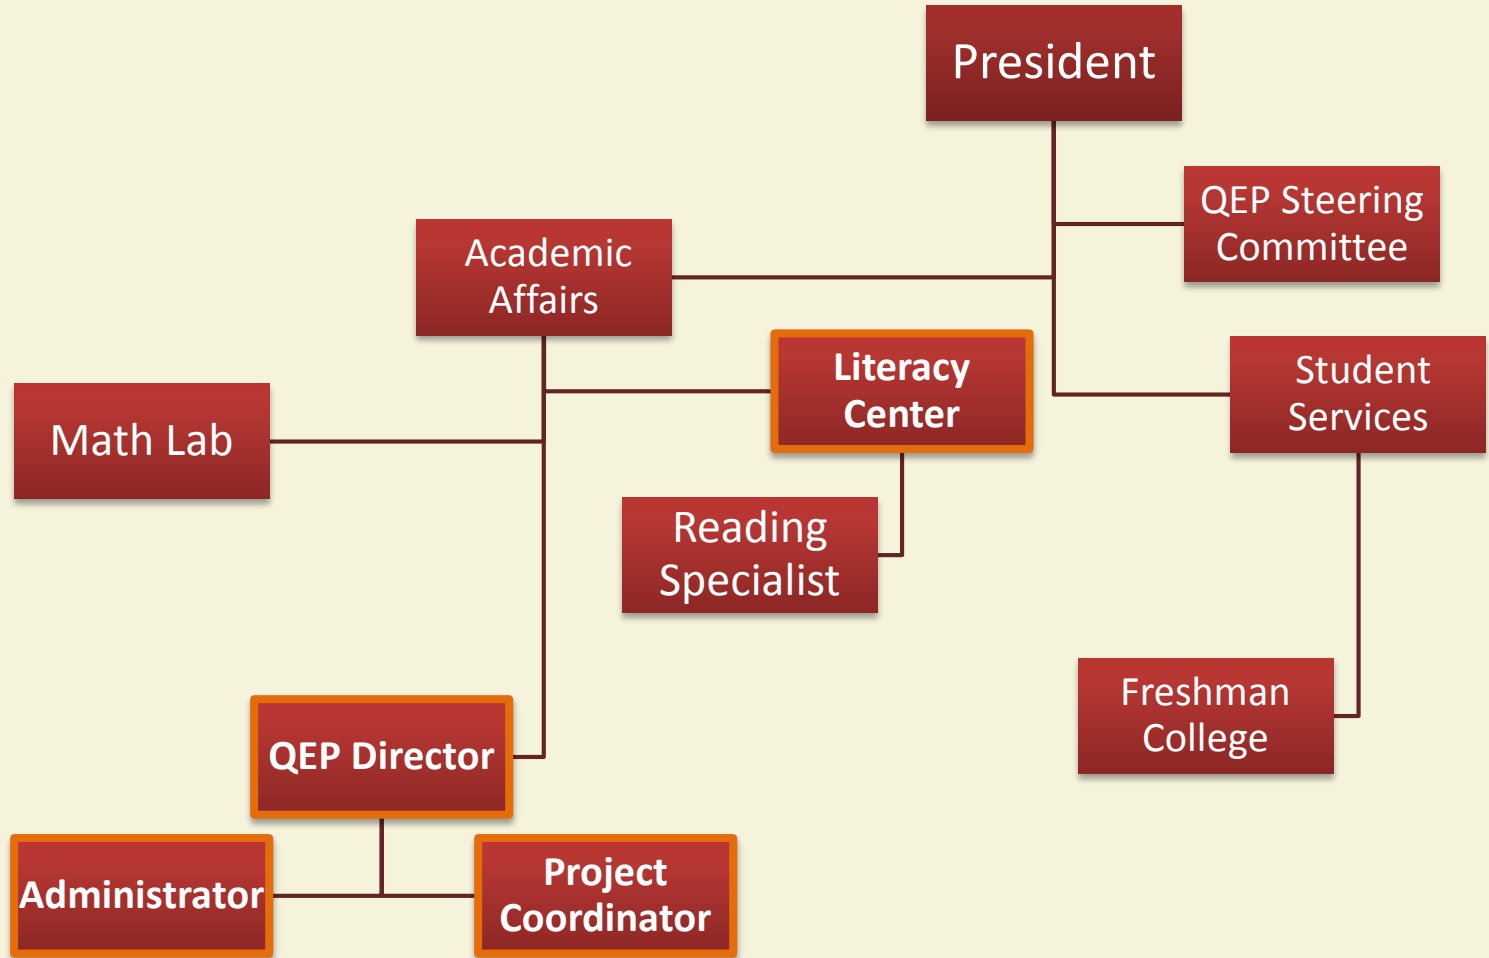 President
QEP Steering
Committee
Academic
Affairs
Literacy
Center
Student
Services
Math Lab
Reading
Specialist
Freshman
College
QEP Director
Administrator
Project
Coordinator